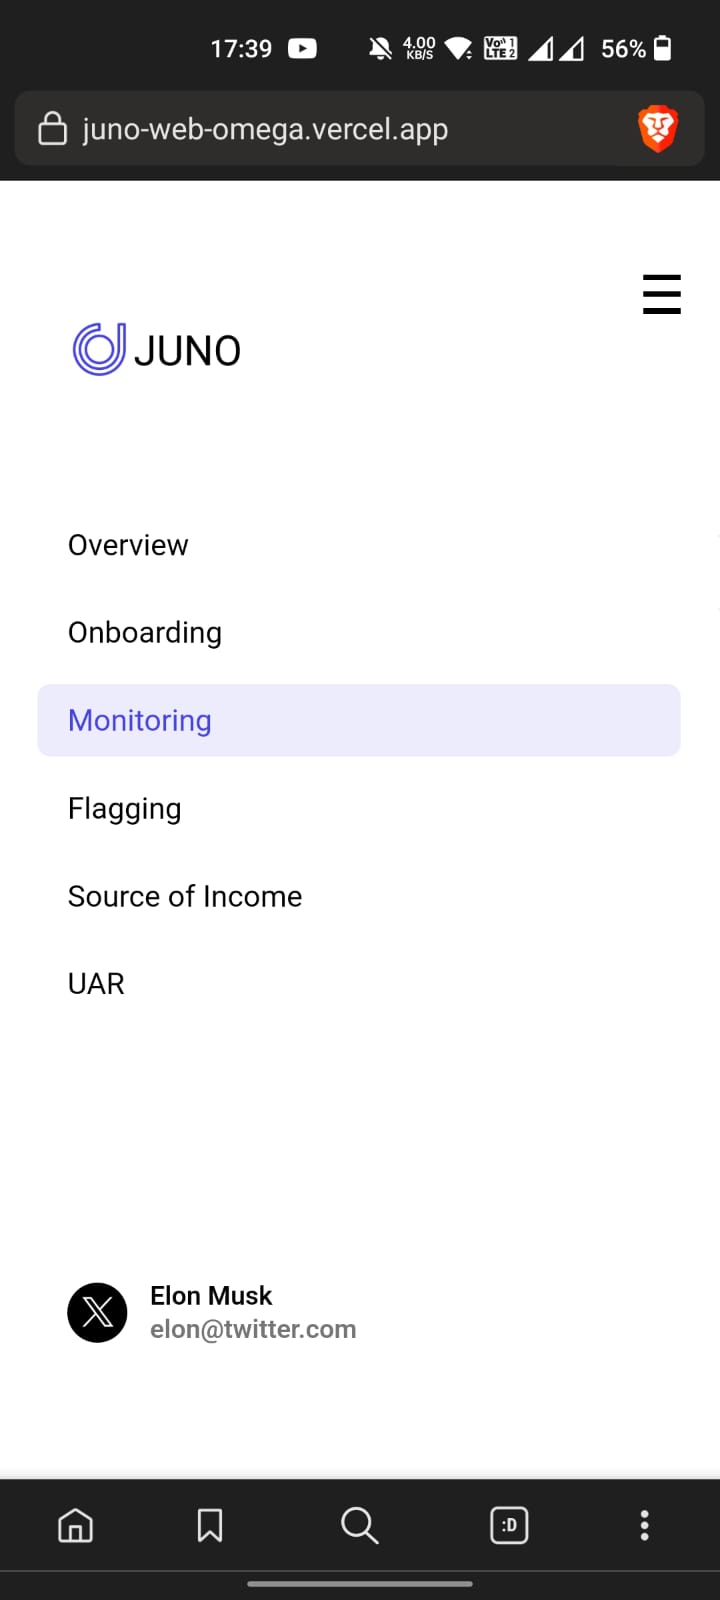 17:39 4.00 KB/S Vo)) 1 LTE 2 56%
juno-web-omega.vercel.app
JUNO
Overview
Onboarding
Monitoring
Flagging
Source of Income
UAR
Elon Musk
elon@twitter.com
:D